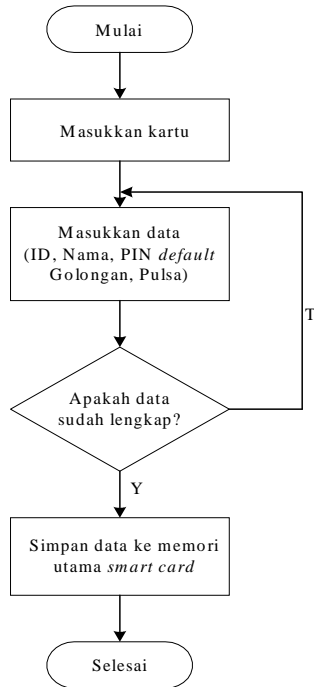 Mulai
Masukkan kartu
Masukkan data
(ID, Nama, PIN default
Golongan, Pulsa)
T
Apakah data
sudah lengkap?
Y
Simpan data ke memori
utama smart card
Selesai